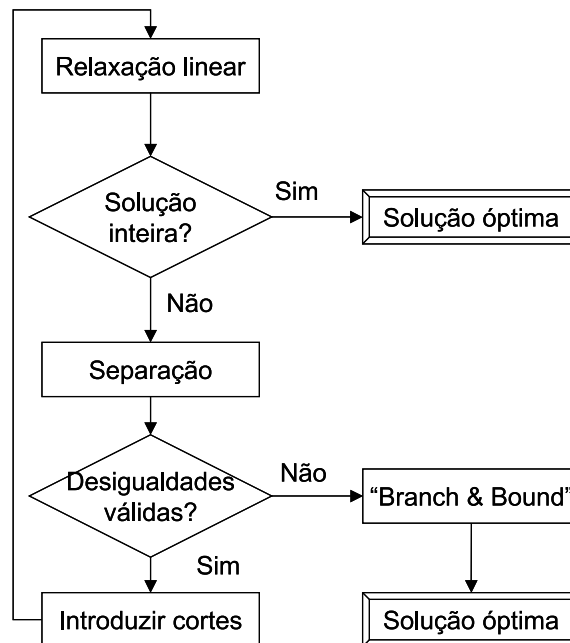 Relaxação linear
Solução
inteira?
Sim
Solução óptima
Não
Separação
Desigualdades
válidas?
Não
“Branch & Bound”
Sim
Introduzir cortes
Solução óptima